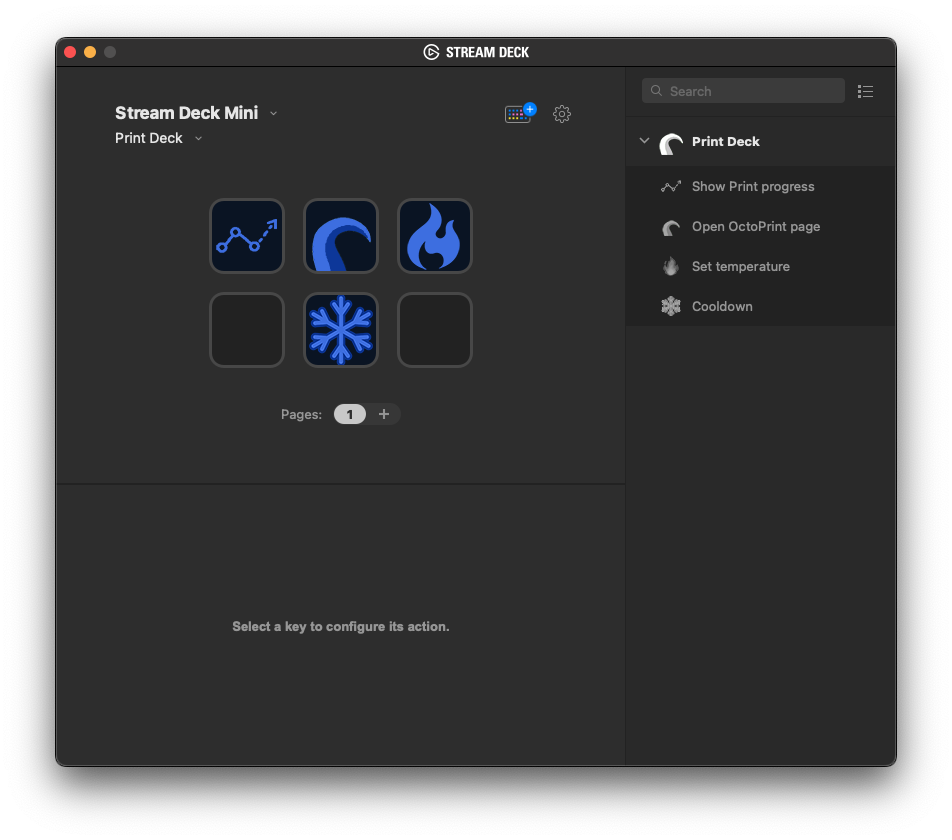 STREAM DECK
Stream Deck Mini
Print Deck
Pages: 1 +
Select a key to configure its action.
Search
Print Deck
Show Print progress
Open OctoPrint page
Set temperature
Cooldown